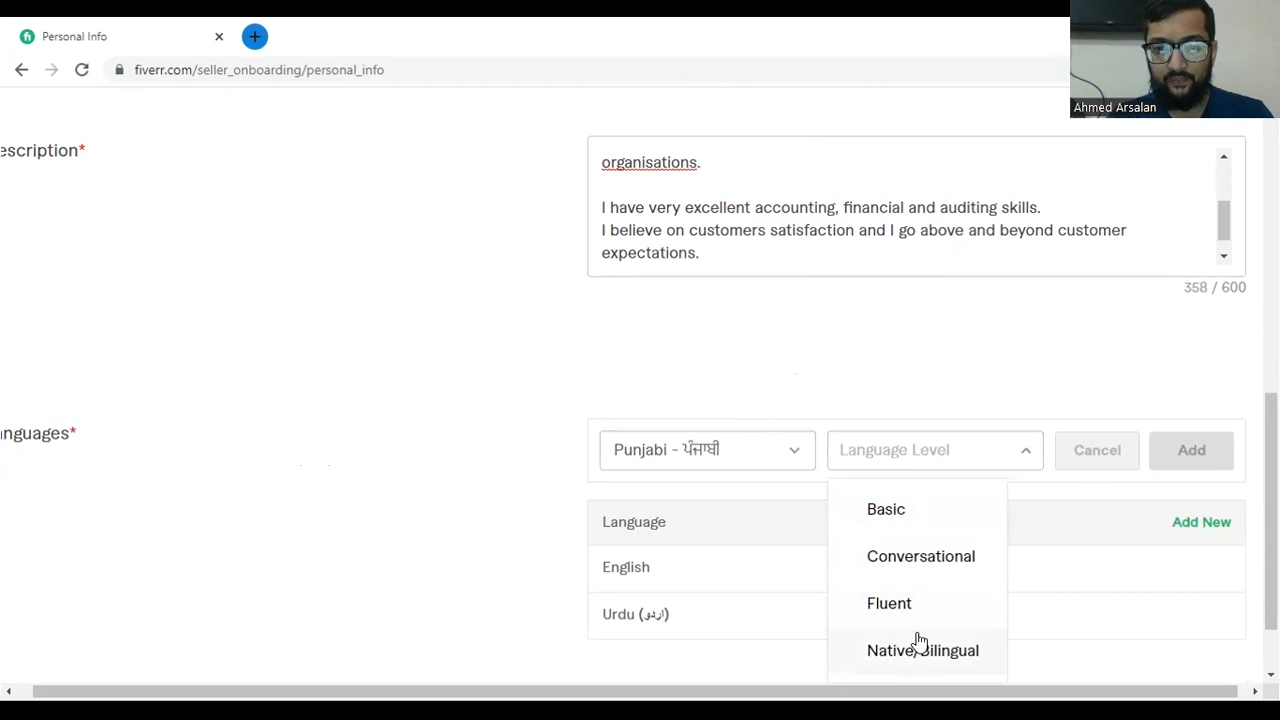 Personal Info
fiverr.com/seller_onboarding/personal_info
Ahmed Arsalan
escription*
organisations.
I have very excellent accounting, financial and auditing skills.
I believe on customers satisfaction and I go above and beyond customer
expectations.
358 / 600
nguages*
Punjabi - ਪੰਜਾਬੀ
Language Level
Cancel
Add
Language
Add New
Basic
Conversational
English
Fluent
Urdu (اردو)
Native/Bilingual